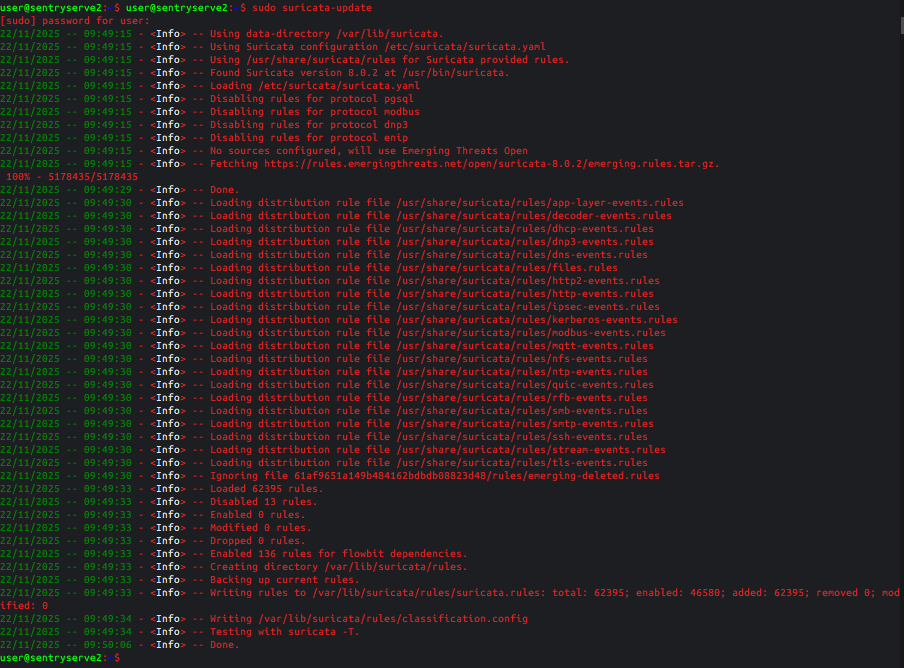 user@sentryserve2:~$ user@sentryserve2:~$ sudo suricata-update
[sudo] password for user:
22/11/2025 -- 09:49:15 - <Info> -- Using data-directory /var/lib/suricata.
22/11/2025 -- 09:49:15 - <Info> -- Using Suricata configuration /etc/suricata/suricata.yaml
22/11/2025 -- 09:49:15 - <Info> -- Using /usr/share/suricata/rules for Suricata provided rules.
22/11/2025 -- 09:49:15 - <Info> -- Found Suricata version 8.0.2 at /usr/bin/suricata.
22/11/2025 -- 09:49:15 - <Info> -- Loading /etc/suricata/suricata.yaml
22/11/2025 -- 09:49:15 - <Info> -- Disabling rules for protocol pgsql
22/11/2025 -- 09:49:15 - <Info> -- Disabling rules for protocol modbus
22/11/2025 -- 09:49:15 - <Info> -- Disabling rules for protocol dnp3
22/11/2025 -- 09:49:15 - <Info> -- Disabling rules for protocol enip
22/11/2025 -- 09:49:15 - <Info> -- No sources configured, will use Emerging Threats Open
22/11/2025 -- 09:49:15 - <Info> -- Fetching https://rules.emergingthreats.net/open/suricata-8.0.2/emerging.rules.tar.gz.
100% - 5178435/5178435
22/11/2025 -- 09:49:29 - <Info> -- Done.
22/11/2025 -- 09:49:30 - <Info> -- Loading distribution rule file /usr/share/suricata/rules/app-layer-events.rules
22/11/2025 -- 09:49:30 - <Info> -- Loading distribution rule file /usr/share/suricata/rules/decoder-events.rules
22/11/2025 -- 09:49:30 - <Info> -- Loading distribution rule file /usr/share/suricata/rules/dhcp-events.rules
22/11/2025 -- 09:49:30 - <Info> -- Loading distribution rule file /usr/share/suricata/rules/dnp3-events.rules
22/11/2025 -- 09:49:30 - <Info> -- Loading distribution rule file /usr/share/suricata/rules/dns-events.rules
22/11/2025 -- 09:49:30 - <Info> -- Loading distribution rule file /usr/share/suricata/rules/files.rules
22/11/2025 -- 09:49:30 - <Info> -- Loading distribution rule file /usr/share/suricata/rules/http2-events.rules
22/11/2025 -- 09:49:30 - <Info> -- Loading distribution rule file /usr/share/suricata/rules/http-events.rules
22/11/2025 -- 09:49:30 - <Info> -- Loading distribution rule file /usr/share/suricata/rules/ipsec-events.rules
22/11/2025 -- 09:49:30 - <Info> -- Loading distribution rule file /usr/share/suricata/rules/kerberos-events.rules
22/11/2025 -- 09:49:30 - <Info> -- Loading distribution rule file /usr/share/suricata/rules/modbus-events.rules
22/11/2025 -- 09:49:30 - <Info> -- Loading distribution rule file /usr/share/suricata/rules/mqtt-events.rules
22/11/2025 -- 09:49:30 - <Info> -- Loading distribution rule file /usr/share/suricata/rules/nfs-events.rules
22/11/2025 -- 09:49:30 - <Info> -- Loading distribution rule file /usr/share/suricata/rules/ntp-events.rules
22/11/2025 -- 09:49:30 - <Info> -- Loading distribution rule file /usr/share/suricata/rules/quic-events.rules
22/11/2025 -- 09:49:30 - <Info> -- Loading distribution rule file /usr/share/suricata/rules/rfb-events.rules
22/11/2025 -- 09:49:30 - <Info> -- Loading distribution rule file /usr/share/suricata/rules/smb-events.rules
22/11/2025 -- 09:49:30 - <Info> -- Loading distribution rule file /usr/share/suricata/rules/smtp-events.rules
22/11/2025 -- 09:49:30 - <Info> -- Loading distribution rule file /usr/share/suricata/rules/ssh-events.rules
22/11/2025 -- 09:49:30 - <Info> -- Loading distribution rule file /usr/share/suricata/rules/stream-events.rules
22/11/2025 -- 09:49:30 - <Info> -- Loading distribution rule file /usr/share/suricata/rules/tls-events.rules
22/11/2025 -- 09:49:30 - <Info> -- Ignoring file 61af9651a149b484162bdbdb08823d48/rules/emerging-deleted.rules
22/11/2025 -- 09:49:33 - <Info> -- Loaded 62395 rules.
22/11/2025 -- 09:49:33 - <Info> -- Disabled 13 rules.
22/11/2025 -- 09:49:33 - <Info> -- Enabled 0 rules.
22/11/2025 -- 09:49:33 - <Info> -- Modified 0 rules.
22/11/2025 -- 09:49:33 - <Info> -- Dropped 0 rules.
22/11/2025 -- 09:49:33 - <Info> -- Enabled 136 rules for flowbit dependencies.
22/11/2025 -- 09:49:33 - <Info> -- Creating directory /var/lib/suricata/rules.
22/11/2025 -- 09:49:33 - <Info> -- Backing up current rules.
22/11/2025 -- 09:49:33 - <Info> -- Writing rules to /var/lib/suricata/rules/suricata.rules: total: 62395; enabled: 46580; added: 62395; removed 0; mod
ified: 0
22/11/2025 -- 09:49:34 - <Info> -- Writing /var/lib/suricata/rules/classification.config
22/11/2025 -- 09:49:34 - <Info> -- Testing with suricata -T.
22/11/2025 -- 09:50:06 - <Info> -- Done.
user@sentryserve2:~$